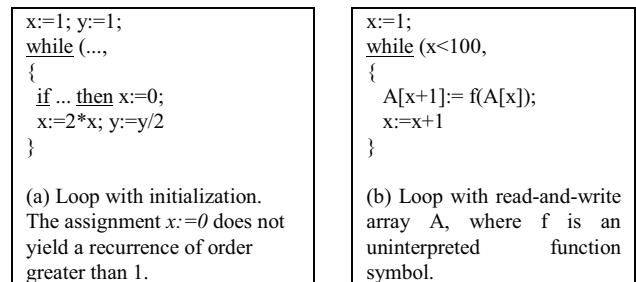 x:=1; y:=1;
while (...,
{
if ... then x:=0;
x:=2*x; y:=y/2
}
(a) Loop with initialization.
The assignment x:=0 does not
yield a recurrence of order
greater than 1.
x:=1;
while (x<100,
{
A[x+1]:= f(A[x]);
x:=x+1
}
(b) Loop with read-and-write
array A, where f is an
uninterpreted function
symbol.